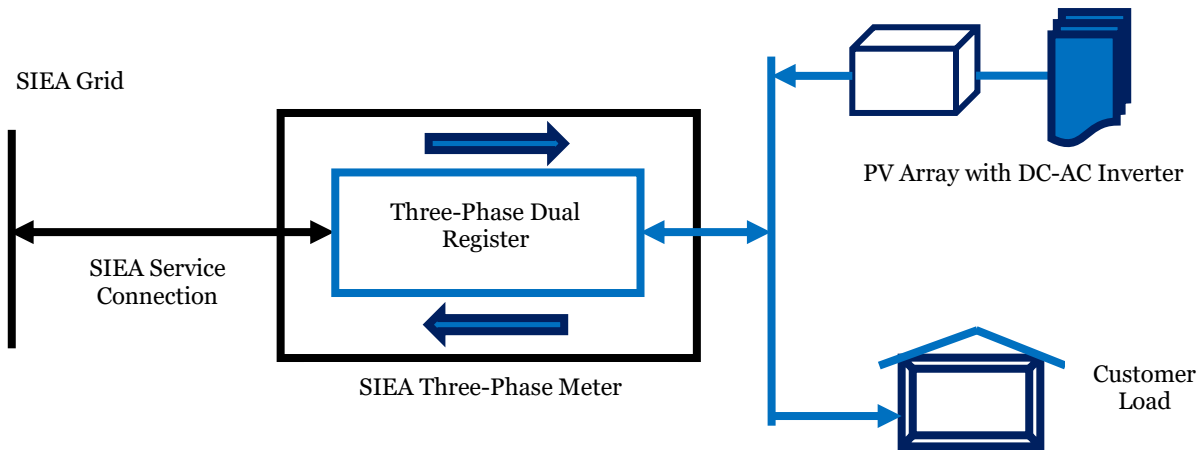 SIEA Grid
SIEA Service
Connection
Three-Phase Dual
Register
SIEA Three-Phase Meter
PV Array with DC-AC Inverter
Customer
Load